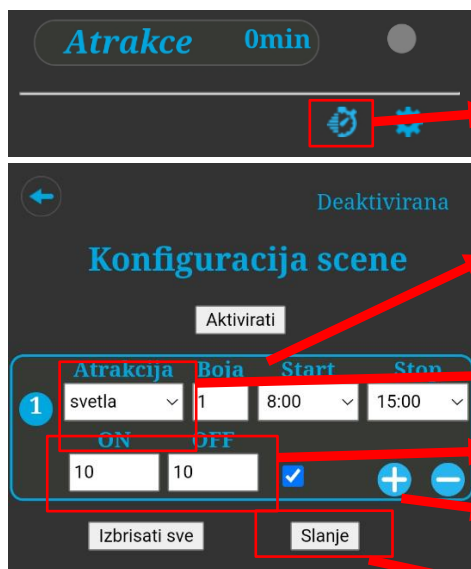 Atrakce 0min
Deaktivirana
Konfiguracija scene
Aktivirati
Atrakcija Boja Start Stop
1 svetla 1 8:00 15:00
ON OFF
10 10
Izbrisati sve Slanje